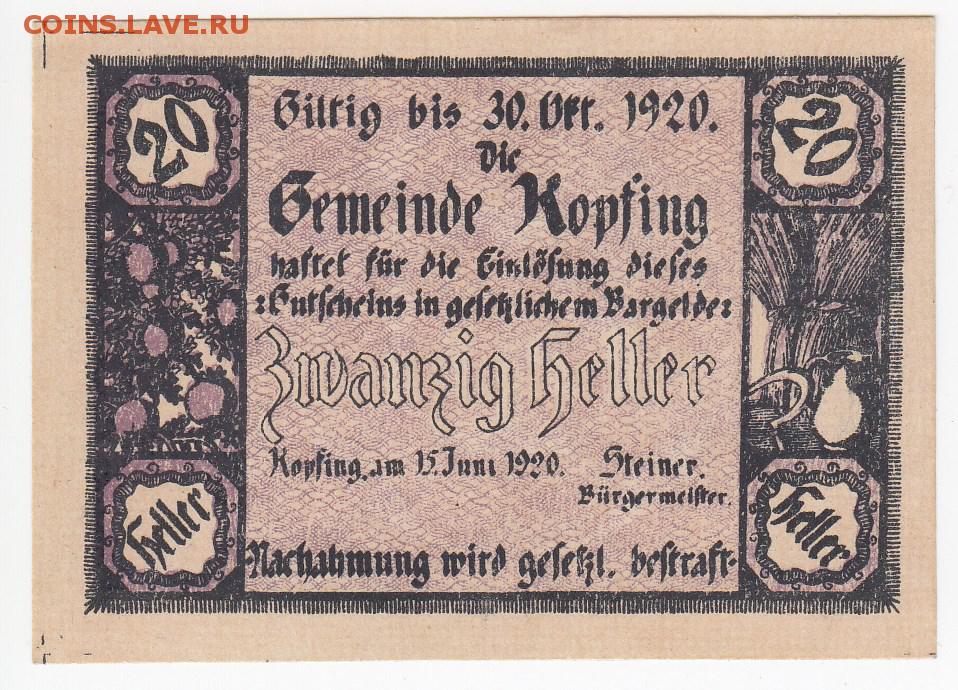 COINS.LAVE.RU
20
20
Giltig bis 30. Okt. 1920.
Die
Gemeinde Kopfing
haftet für die Einlösung dieses
:Gutscheins in gesetzlichem Bargelde:
Zwanzig Heller
Kopfing, am 15. Juni 1920.
Steiner.
Bürgermeister.
Heller
Heller
Nachahmung wird gesetzl. bestraft.